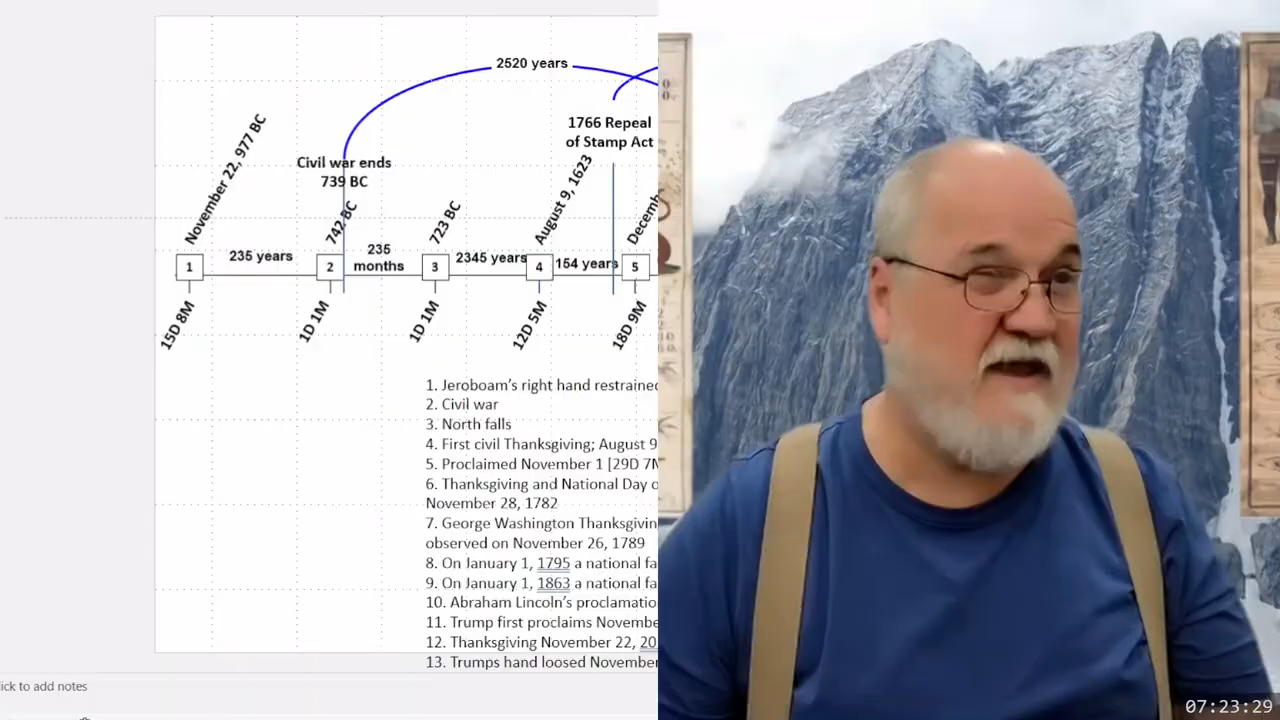 2520 years
1766 Repeal
of Stamp Act
Civil war ends
739 BC
November 22, 977 BC
742 BC
723 BC
August 9, 1623
Decemb
235 years
235
months
2345 years
154 years
1
2
3
4
5
15D 8M
1D 1M
1D 1M
12D 5M
18D 9M
1. Jeroboam's right hand restrained
2. Civil war
3. North falls
4. First civil Thanksgiving; August 9
5. Proclaimed November 1 [29D 7M
6. Thanksgiving and National Day o
November 28, 1782
7. George Washington Thanksgivin
observed on November 26, 1789
8. On January 1, 1795 a national fa
9. On January 1, 1863 a national fa
10. Abraham Lincoln's proclamatio
11. Trump first proclaims Novembe
12. Thanksgiving November 22, 20
13. Trumps hand loosed November
lick to add notes
07:23:29